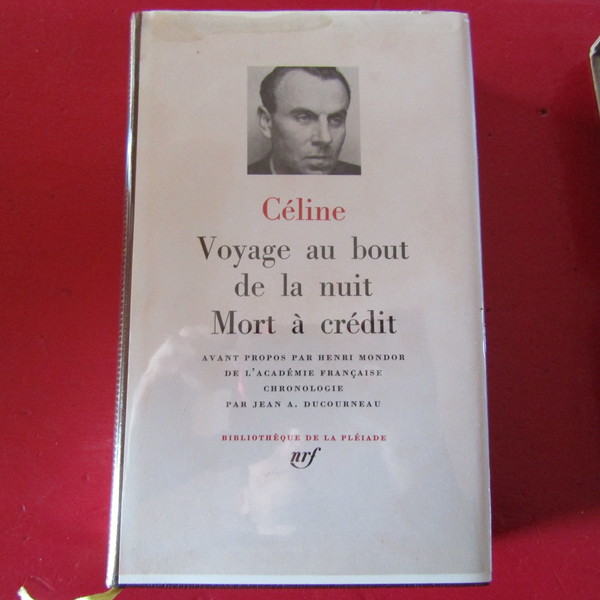 Céline
Voyage au bout
de la nuit
Mort à crédit
AVANT PROPOS PAR HENRI MONDOR
DE L'ACADÉMIE FRANÇAISE
CHRONOLOGIE
PAR JEAN A. DUCOURNEAU
BIBLIOTHÈQUE DE LA PLÉIADE
nrf